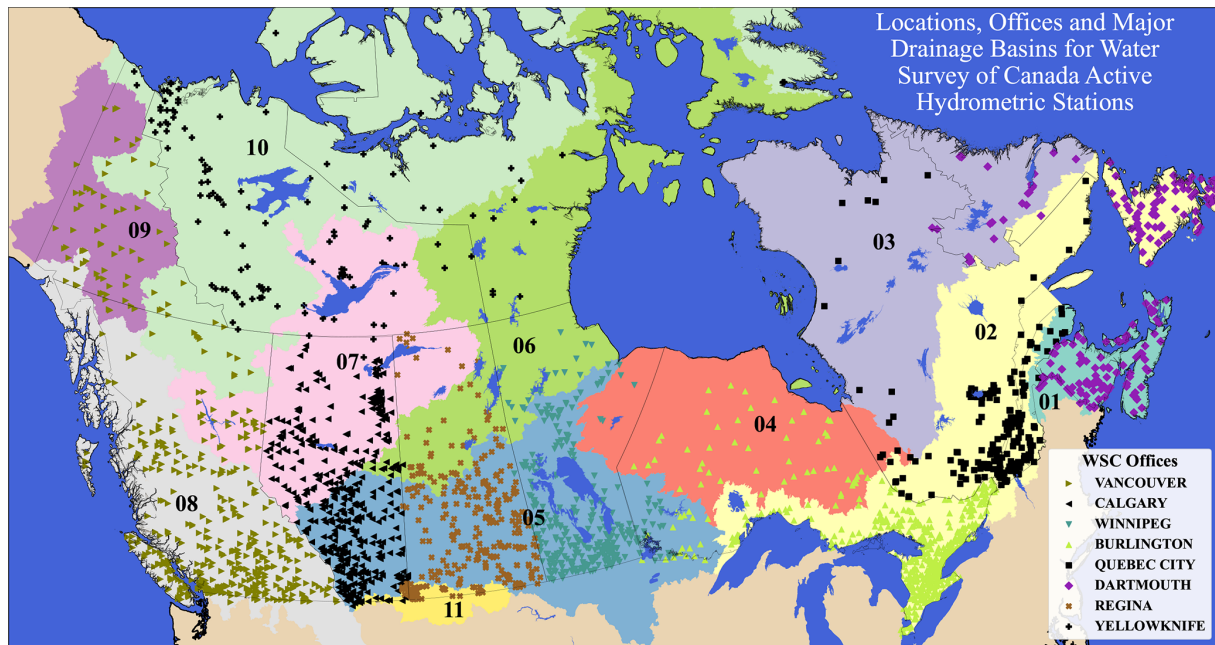 Locations, Offices and Major
Drainage Basins for Water
Survey of Canada Active
Hydrometric Stations
10
09
03
06
02
07
01
04
08
05
11
WSC Offices
VANCOUVER
CALGARY
WINNIPEG
BURLINGTON
QUEBEC CITY
DARTMOUTH
REGINA
YELLOWKNIFE